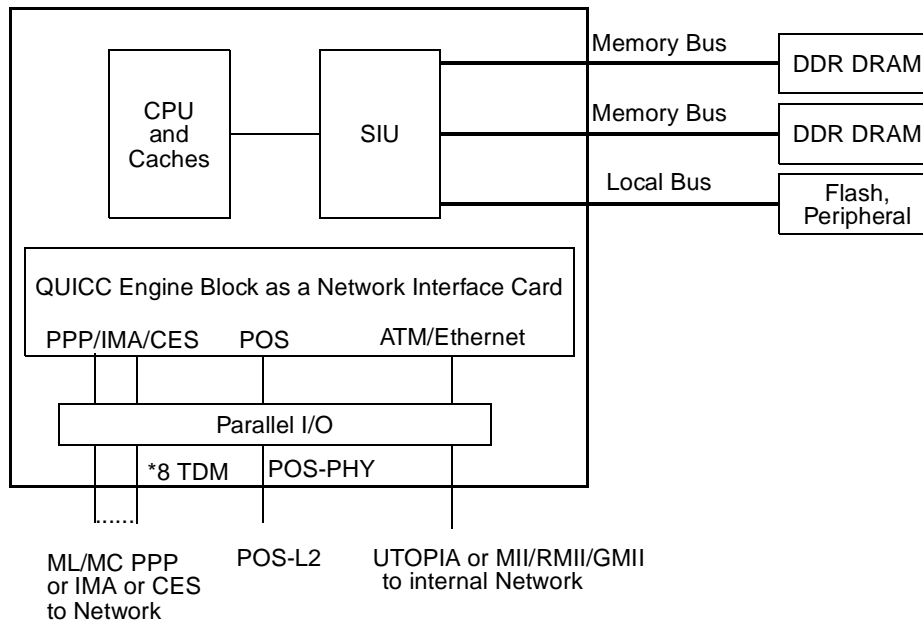 Memory Bus
DDR DRAM
CPU
and
Caches
SIU
Memory Bus
DDR DRAM
Local Bus
Flash,
Peripheral
QUICC Engine Block as a Network Interface Card
PPP/IMA/CES
POS
ATM/Ethernet
Parallel I/O
*8 TDM
POS-PHY
......
ML/MC PPP
or IMA or CES
to Network
POS-L2
UTOPIA or MII/RMII/GMII
to internal Network